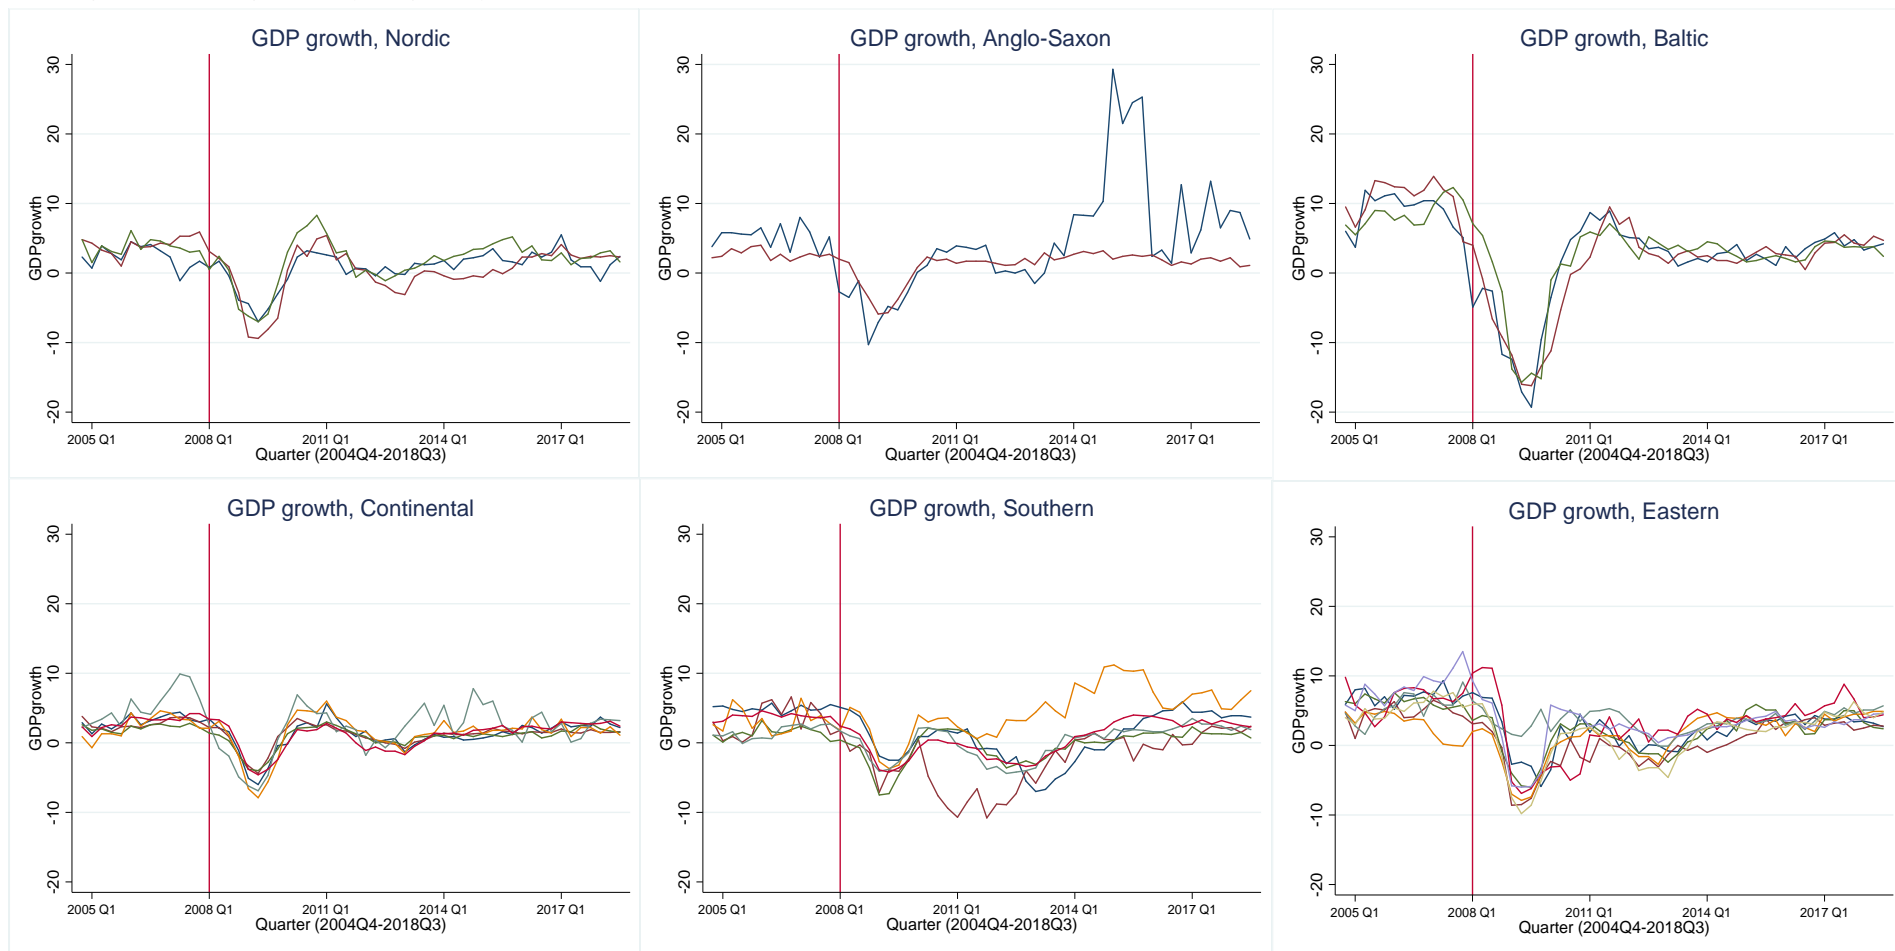 GDP growth, Nordic
GDPgrowth
30
20
10
0
-10
-20
2005 Q1 2008 Q1 2011 Q1 2014 Q1 2017 Q1
Quarter (2004Q4-2018Q3)
GDP growth, Anglo-Saxon
GDPgrowth
30
20
10
0
-10
-20
2005 Q1 2008 Q1 2011 Q1 2014 Q1 2017 Q1
Quarter (2004Q4-2018Q3)
GDP growth, Baltic
GDPgrowth
30
20
10
0
-10
-20
2005 Q1 2008 Q1 2011 Q1 2014 Q1 2017 Q1
Quarter (2004Q4-2018Q3)
GDP growth, Continental
GDPgrowth
30
20
10
0
-10
-20
2005 Q1 2008 Q1 2011 Q1 2014 Q1 2017 Q1
Quarter (2004Q4-2018Q3)
GDP growth, Southern
GDPgrowth
30
20
10
0
-10
-20
2005 Q1 2008 Q1 2011 Q1 2014 Q1 2017 Q1
Quarter (2004Q4-2018Q3)
GDP growth, Eastern
GDPgrowth
30
20
10
0
-10
-20
2005 Q1 2008 Q1 2011 Q1 2014 Q1 2017 Q1
Quarter (2004Q4-2018Q3)